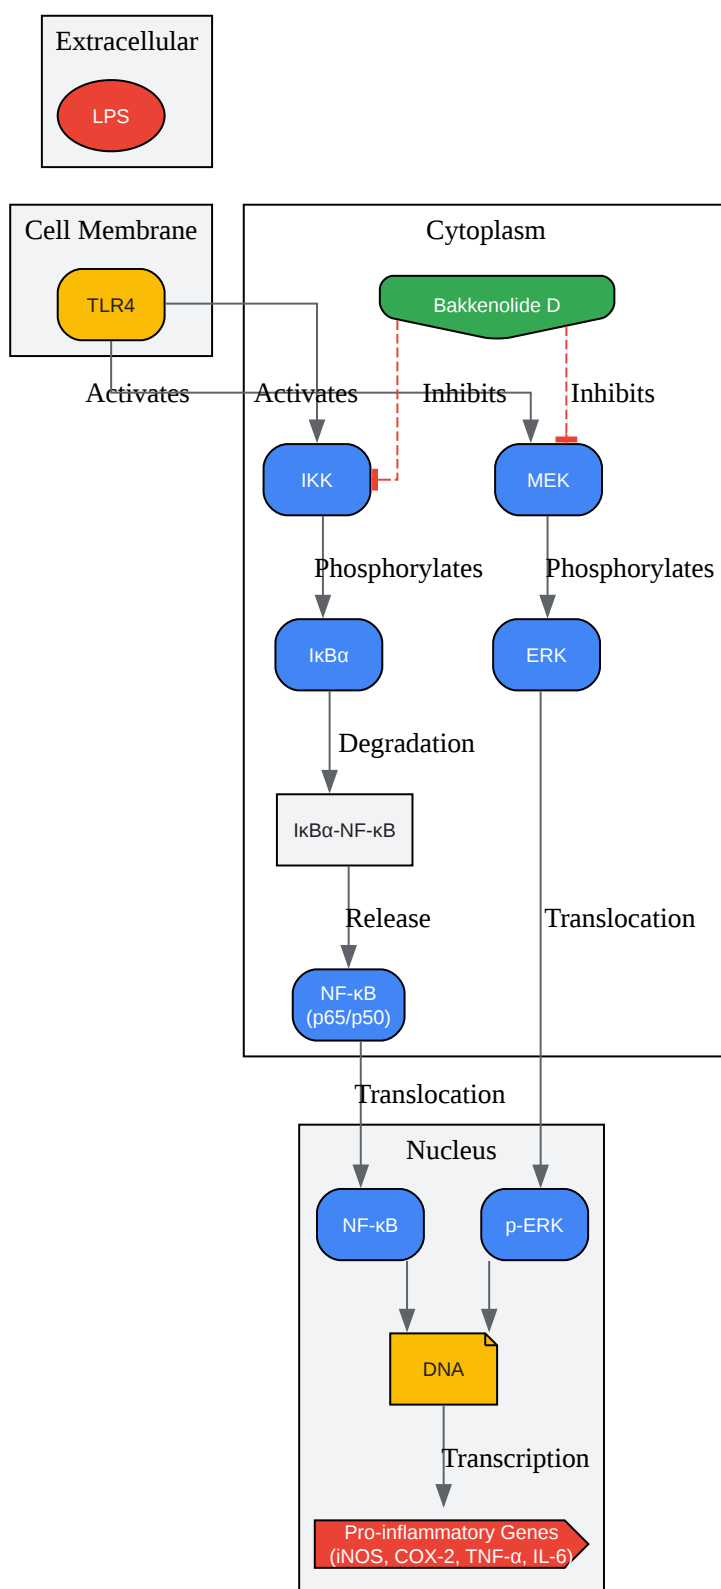 Extracellular
LPS
Cell Membrane
Cytoplasm
TLR4
Bakkenolide D
Activates
Activates
Inhibits
Inhibits
IKK
MEK
Phosphorylates
Phosphorylates
IκBα
ERK
Degradation
IκBα-NF-κB
Release
Translocation
NF-κB
(p65/p50)
Translocation
Nucleus
NF-κB
p-ERK
DNA
Transcription
Pro-inflammatory Genes
(iNOS, COX-2, TNF-α, IL-6)